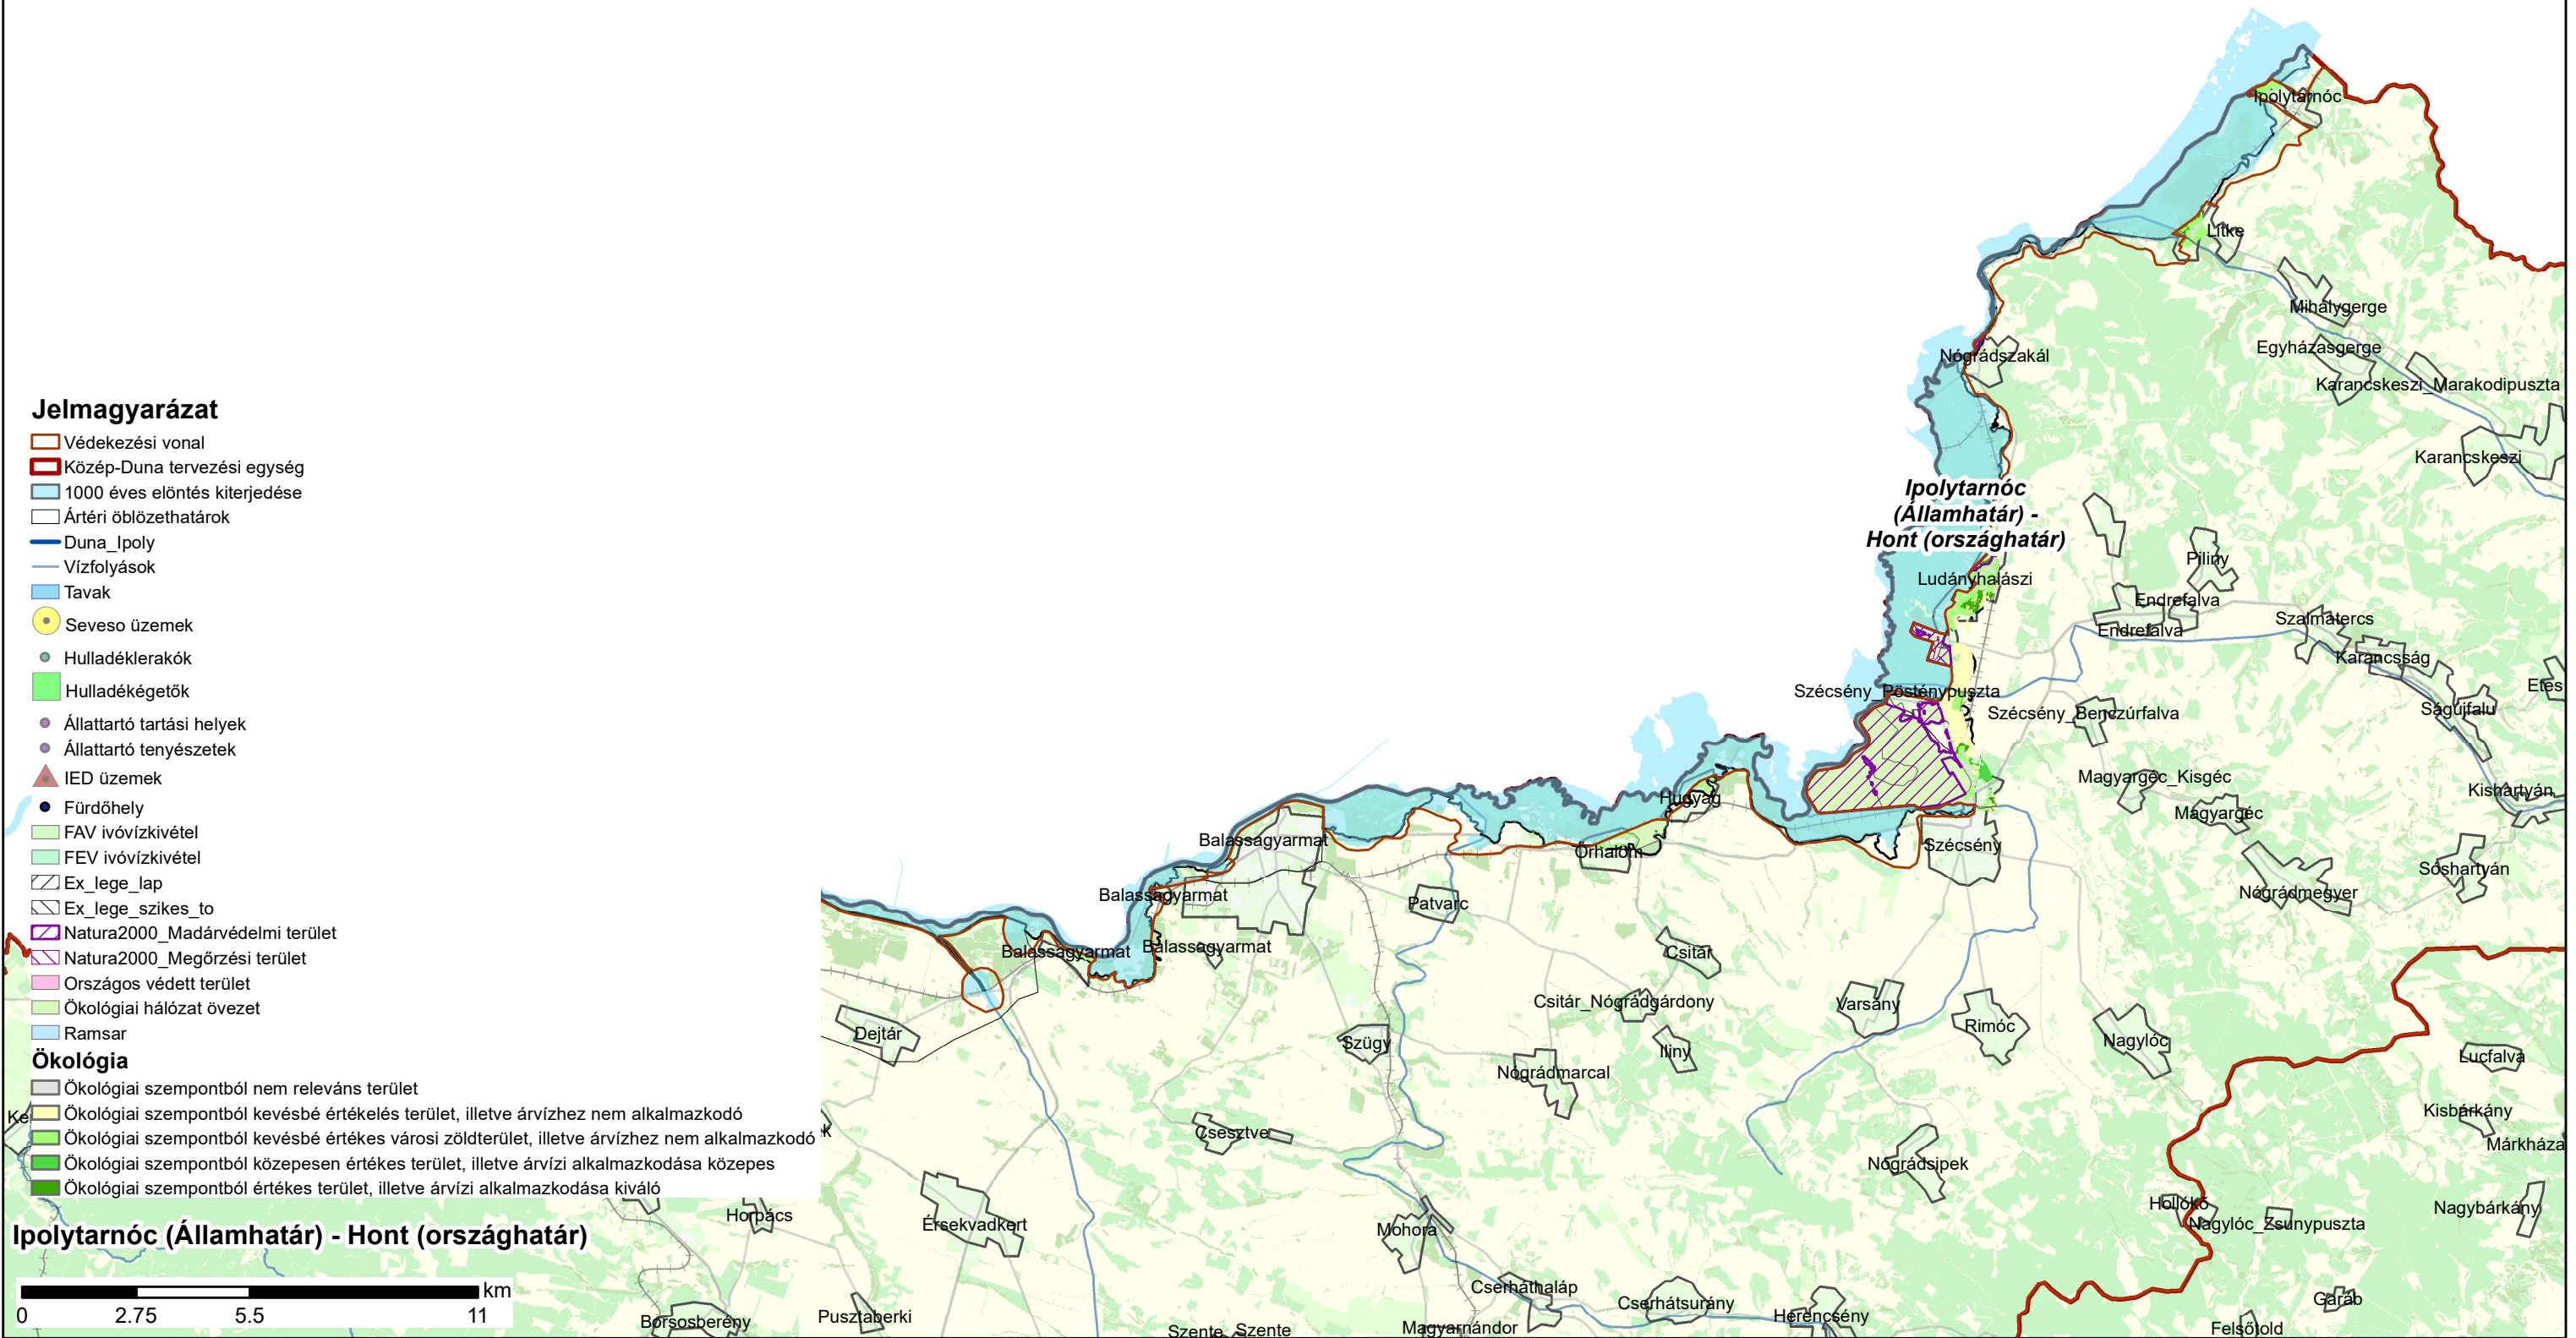 Jelmagyarázat
Védekezési vonal
Közép-Duna tervezési egység
1000 éves elöntés kiterjedése
Ártéri öblözethatárok
Duna_Ipoly
Vízfolyások
Tavak
Seveso üzemek
Hulladéklerakók
Hulladékégetők
Állattartó tartási helyek
Állattartó tenyészetek
IED üzemek
Fürdőhely
FAV ivóvízkivétel
FEV ivóvízkivétel
Ex_lege_lap
Ex_lege_szikes_to
Natura2000_Madárvédelmi terület
Natura2000_Megőrzési terület
Országos védett terület
Ökológiai hálózat övezet
Ramsar
Ökológia
Ökológiai szempontból nem releváns terület
Ökológiai szempontból kevésbé értékelés terület, illetve árvízhez nem alkalmazkodó
Ökológiai szempontból kevésbé értékes városi zöldterület, illetve árvízhez nem alkalmazkodó
Ökológiai szempontból közepesen értékes terület, illetve árvízi alkalmazkodása közepes
Ökológiai szempontból értékes terület, illetve árvízi alkalmazkodása kiváló
Ipolytarnóc (Államhatár) - Hont (országhatár)
km
0 2.75 5.5 11
Ipolytarnóc
Litke
Mihálygerge
Egyházasgerge
Karancskeszi_Marakodipuszta
Karancskeszi
Nógrádszakál
Ipolytarnóc
(Államhatár) -
Hont (országhatár)
Ludányhalászi
Piliny
Endrefalva
Endrefalva
Szalmatercs
Karancsság
Etes
Ságújfalu
Szécsény_Pösténypuszta
Szécsény_Benczúrfalva
Magyargéc_Kisgéc
Magyargéc
Kishartyán
Hugyag
Balassagyarmat
Őrhalom
Szécsény
Sóshartyán
Nógrádmegyer
Balassagyarmat
Patvarc
Balassagyarmat
Balassagyarmat
Csitár
Csitár_Nógrádgárdony
Varsány
Rimóc
Nagylóc
Dejtár
Szügy
Iliny
Lucfalva
Nógrádmarcal
Kisbárkány
Csesztve
Márkháza
Nógrádsipek
Hollókő
Nagylóc_Zsunypuszta
Nagybárkány
Horpács
Érsekvadkert
Mohora
Cserháthaláp
Cserhátsurány
Herencsény
Garáb
Borsosberény
Pusztaberki
Szente
Szente
Magyarnándor
Felsőtold